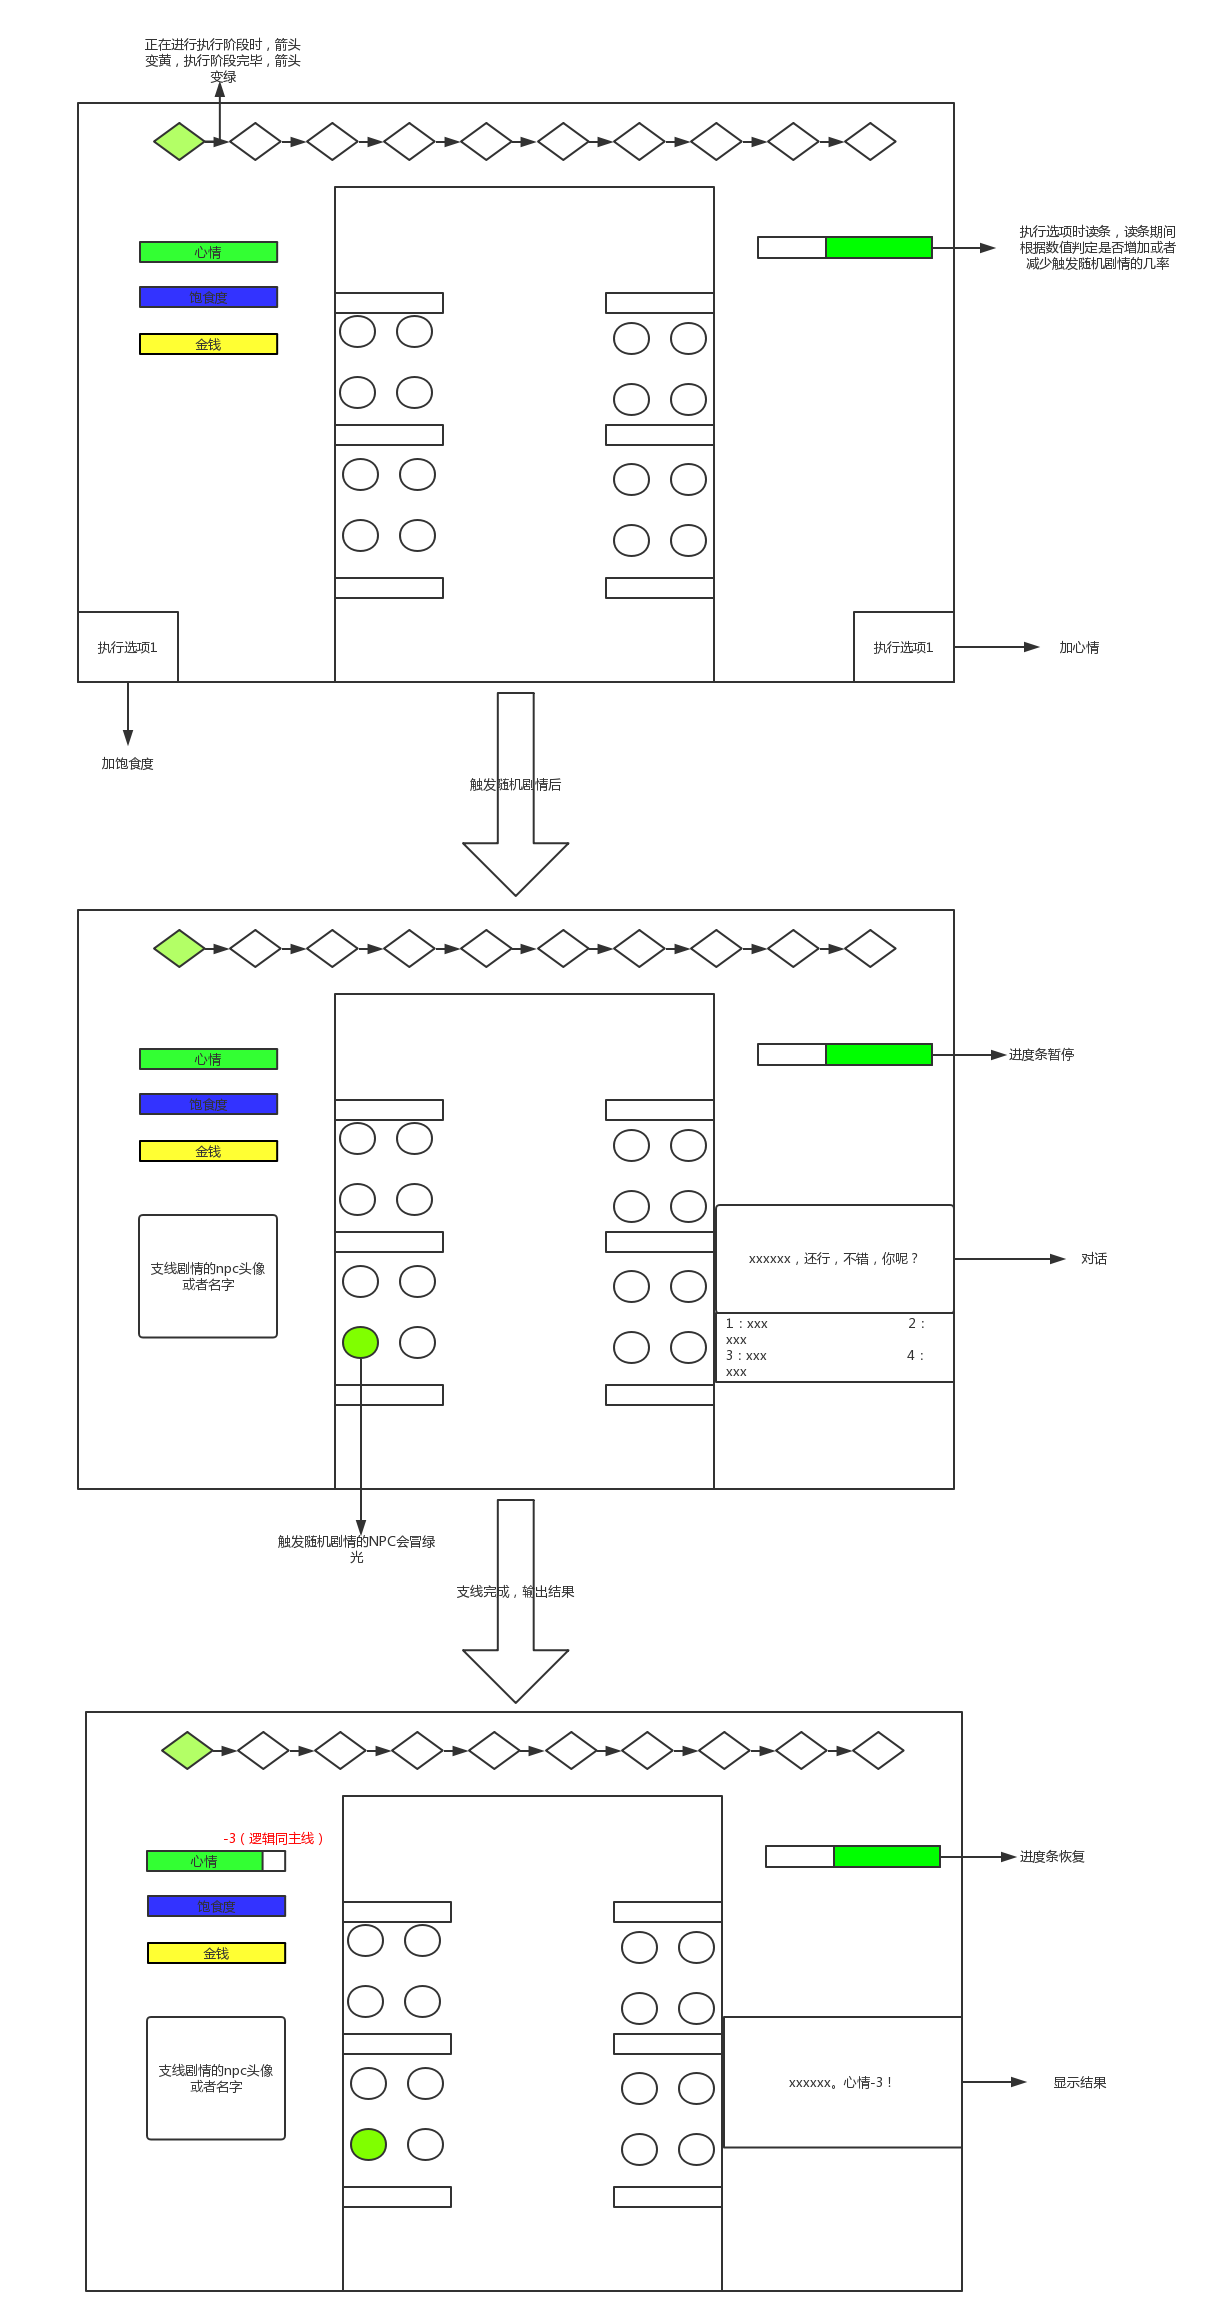 正在进行执行阶段时，箭头
变黄，执行阶段完毕，箭头
变绿
心情
饱食度
金钱
执行选项时读条，读条期间
根据数值判定是否增加或者
减少触发随机剧情的几率
执行选项1
执行选项1
加心情
加饱食度
触发随机剧情后
心情
饱食度
金钱
进度条暂停
支线剧情的npc头像
或者名字
xxxxxx，还行，不错，你呢？
对话
1：xxx 2：
xxx
3：xxx 4：
xxx
触发随机剧情的NPC会冒绿
光
支线完成，输出结果
-3（逻辑同主线）
心情
饱食度
金钱
进度条恢复
支线剧情的npc头像
或者名字
xxxxxx。心情-3！
显示结果